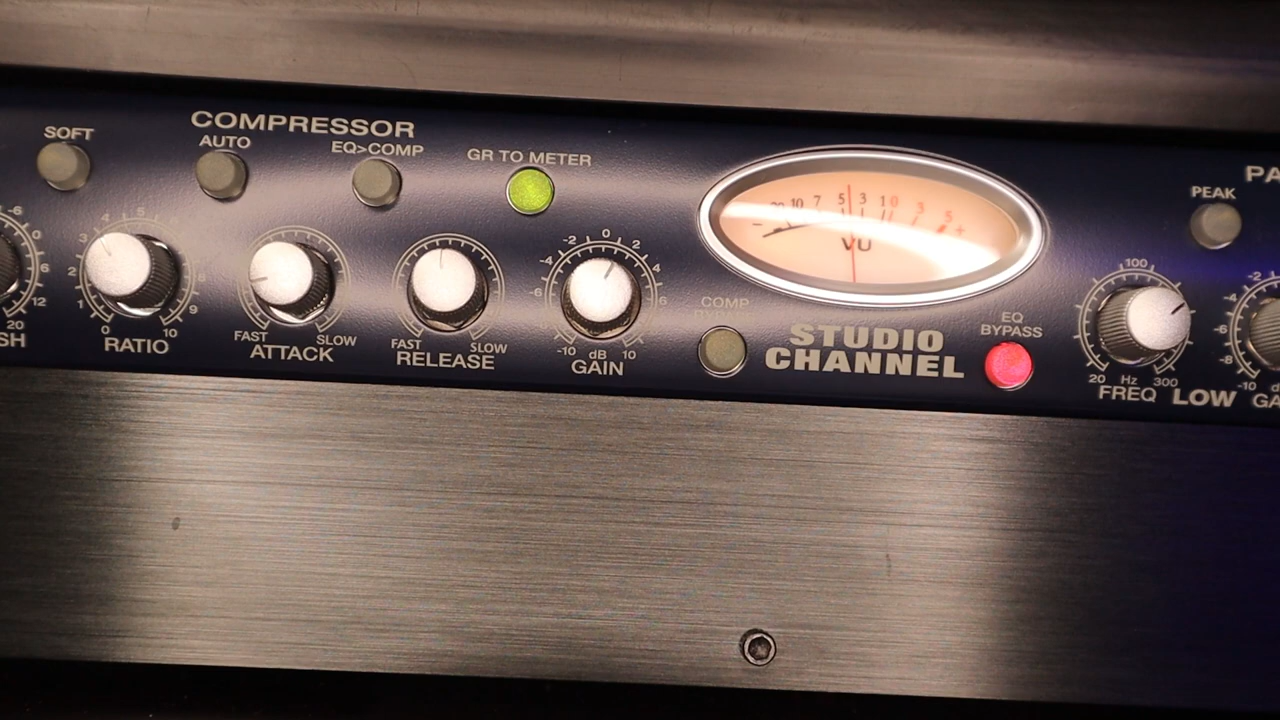 COMPRESSOR
SOFT
AUTO
EQ>COMP
GR TO METER
PEAK
-6
0
6
12
20
1
2
3
4
5
9
0
10
RATIO
FAST
SLOW
ATTACK
FAST
SLOW
RELEASE
-6
-4
-2
0
2
4
6
-10 dB 10
GAIN
20 10 7 5 3 1 0 3 5 +
VU
COMP
STUDIO
CHANNEL
EQ
BYPASS
100
20 Hz 300
FREQ
LOW
-2
-4
-6
-8
-10